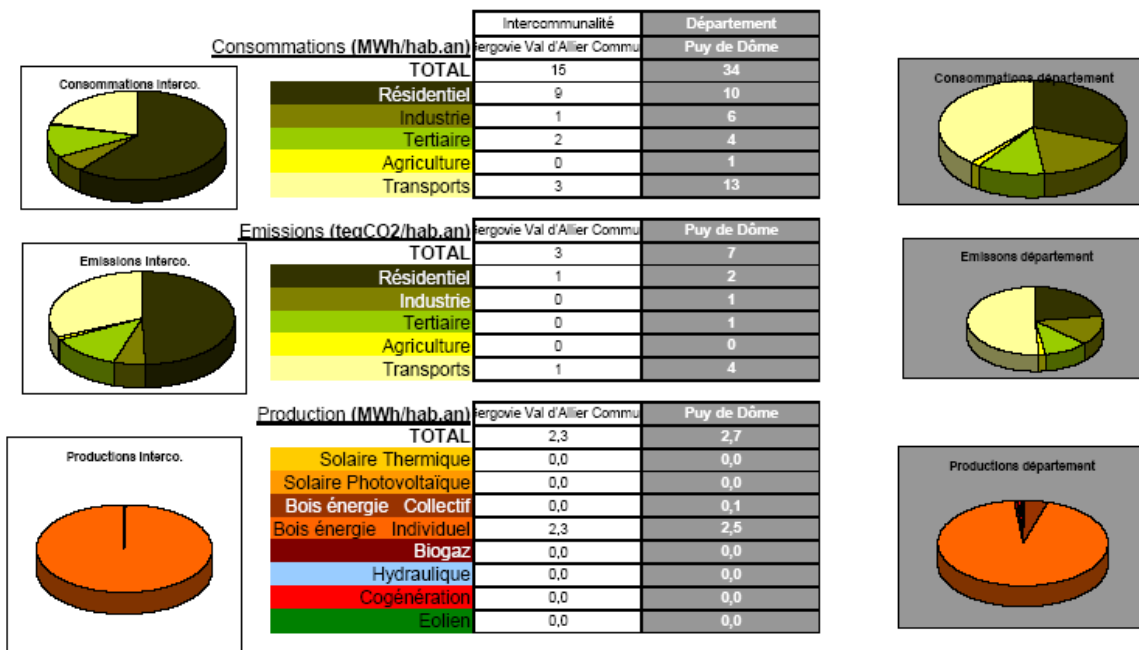 Intercommunalité Département
Consommations (MWh/hab.an) Gergovie Val d'Allier Commu Puy de Dôme
TOTAL 15 34
Résidentiel 9 10
Industrie 1 6
Tertiaire 2 4
Agriculture 0 1
Transports 3 13
Consommations Interco.
Consommations département
Emissions (teqCO2/hab.an) Gergovie Val d'Allier Commu Puy de Dôme
TOTAL 3 7
Résidentiel 1 2
Industrie 0 1
Tertiaire 0 1
Agriculture 0 0
Transports 1 4
Emissions Interco.
Emissons département
Production (MWh/hab.an) Gergovie Val d'Allier Commu Puy de Dôme
TOTAL 2,3 2,7
Solaire Thermique 0,0 0,0
Solaire Photovoltaïque 0,0 0,0
Bois énergie Collectif 0,0 0,1
Bois énergie Individuel 2,3 2,5
Biogaz 0,0 0,0
Hydraulique 0,0 0,0
Cogénération 0,0 0,0
Eolien 0,0 0,0
Productions Interco.
Productions département